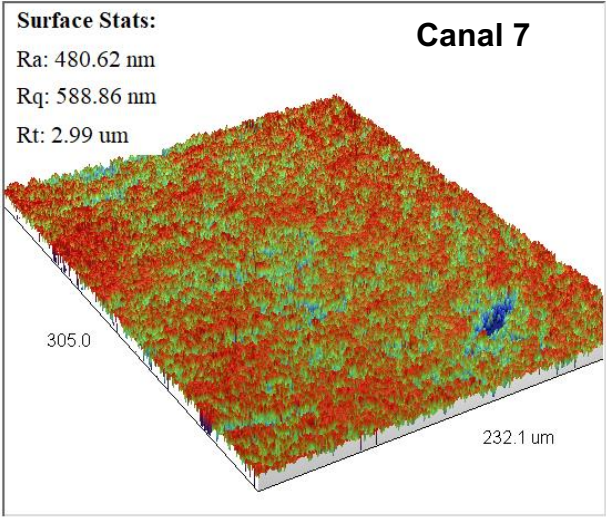 Surface Stats:
Canal 7
Ra: 480.62 nm
Rq: 588.86 nm
Rt: 2.99 um
305.0
232.1 um